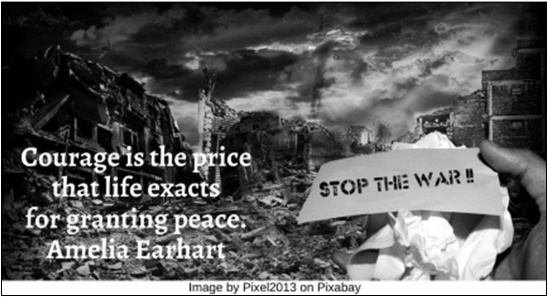 Courage is the price
that life exacts
for granting peace.
Amelia Earhart
STOP THE WAR !!
Image by Pixel2013 on Pixabay